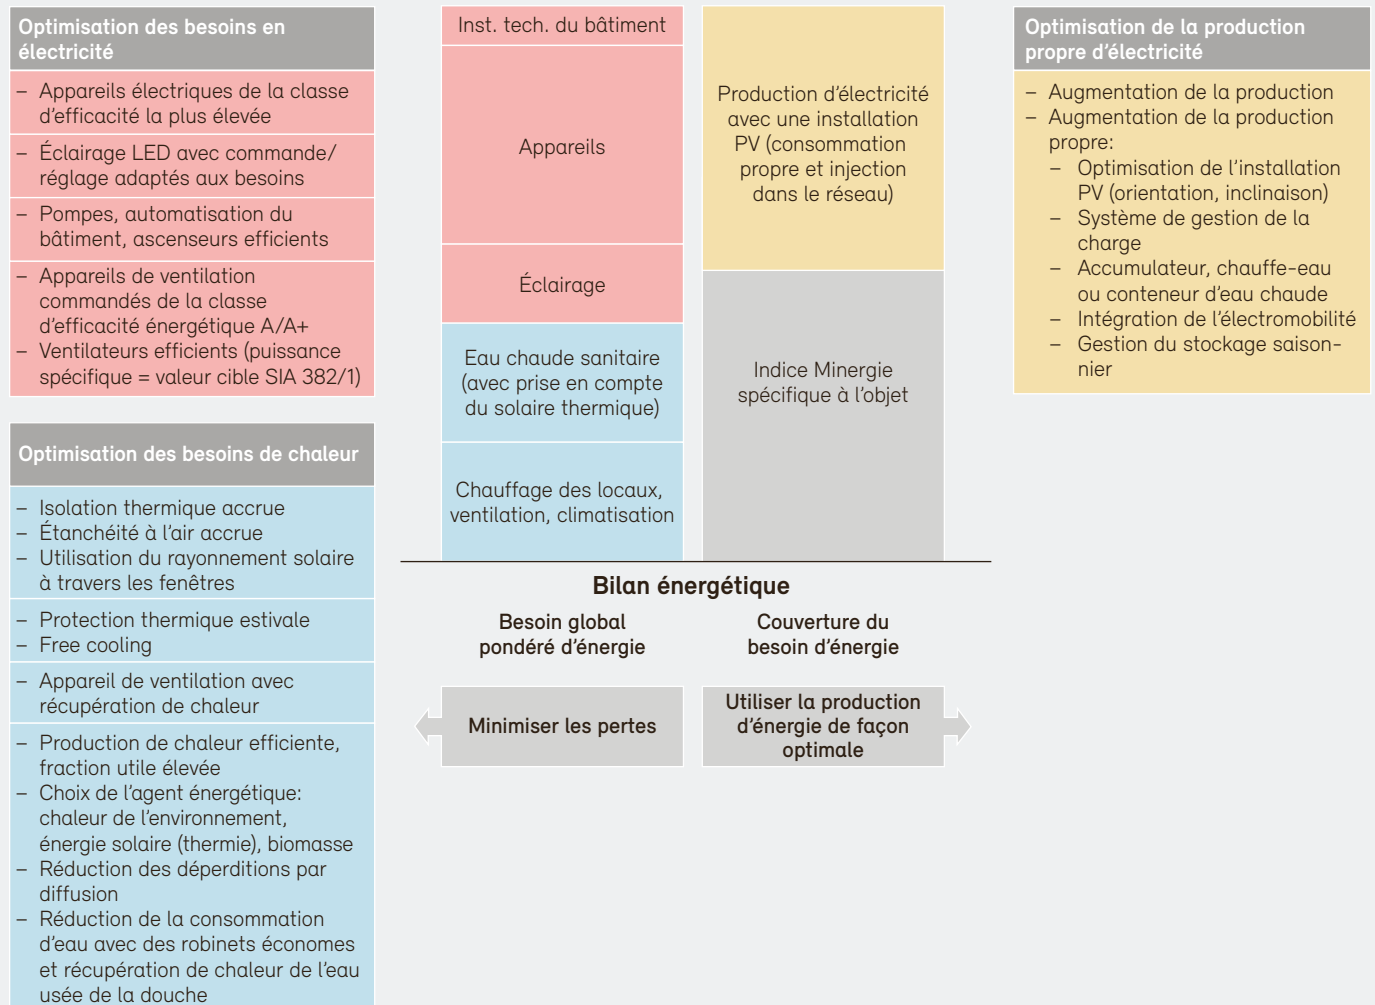 Optimisation des besoins en
électricité
– Appareils électriques de la classe
d’efficacité la plus élevée
– Éclairage LED avec commande/
réglage adaptés aux besoins
– Pompes, automatisation du
bâtiment, ascenseurs efficients
– Appareils de ventilation
commandés de la classe
d’efficacité énergétique A/A+
– Ventilateurs efficients (puissance
spécifique = valeur cible SIA 382/1)
Optimisation des besoins de chaleur
– Isolation thermique accrue
– Étanchéité à l’air accrue
– Utilisation du rayonnement solaire
à travers les fenêtres
– Protection thermique estivale
– Free cooling
– Appareil de ventilation avec
récupération de chaleur
– Production de chaleur efficiente,
fraction utile élevée
– Choix de l’agent énergétique:
chaleur de l’environnement,
énergie solaire (thermie), biomasse
– Réduction des déperditions par
diffusion
– Réduction de la consommation
d’eau avec des robinets économes
et récupération de chaleur de l’eau
usée de la douche
Inst. tech. du bâtiment
Appareils
Éclairage
Eau chaude sanitaire
(avec prise en compte
du solaire thermique)
Chauffage des locaux,
ventilation, climatisation
Production d’électricité
avec une installation
PV (consommation
propre et injection
dans le réseau)
Indice Minergie
spécifique à l’objet
Bilan énergétique
Besoin global
pondéré d’énergie
Couverture du
besoin d’énergie
Minimiser les pertes
Utiliser la production
d’énergie de façon
optimale
Optimisation de la production
propre d’électricité
– Augmentation de la production
– Augmentation de la production
propre:
– Optimisation de l’installation
PV (orientation, inclinaison)
– Système de gestion de la
charge
– Accumulateur, chauffe-eau
ou conteneur d’eau chaude
– Intégration de l’électromobilité
– Gestion du stockage saison-
nier